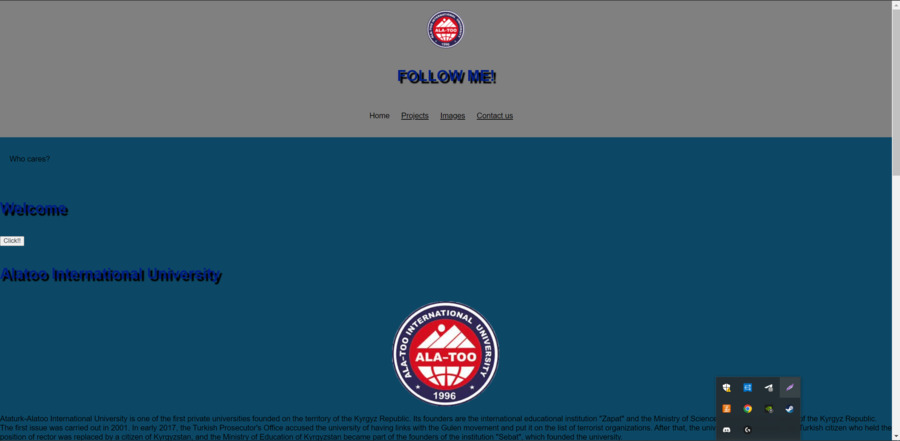 ALA-TOO INTERNATIONAL UNIVERSITY
ALA-TOO
1996
FOLLOW ME!
Home Projects Images Contact us
Who cares?
Welcome
Click!!
Alatoo International University
ALA-TOO INTERNATIONAL UNIVERSITY
ALA-TOO
1996
Alaturk-Alatoo International University is one of the first private universities founded on the territory of the Kyrgyz Republic. Its founders are the international educational institution "Zepat" and the Ministry of Science of the Kyrgyz Republic.
The first issue was carried out in 2001. In early 2017, the Turkish Prosecutor's Office accused the university of having links with the Gulen movement and put it on the list of terrorist organizations. After that, the Turkish citizen who held the
position of rector was replaced by a citizen of Kyrgyzstan, and the Ministry of Education of Kyrgyzstan became part of the founders of the institution "Sebat", which founded the university.